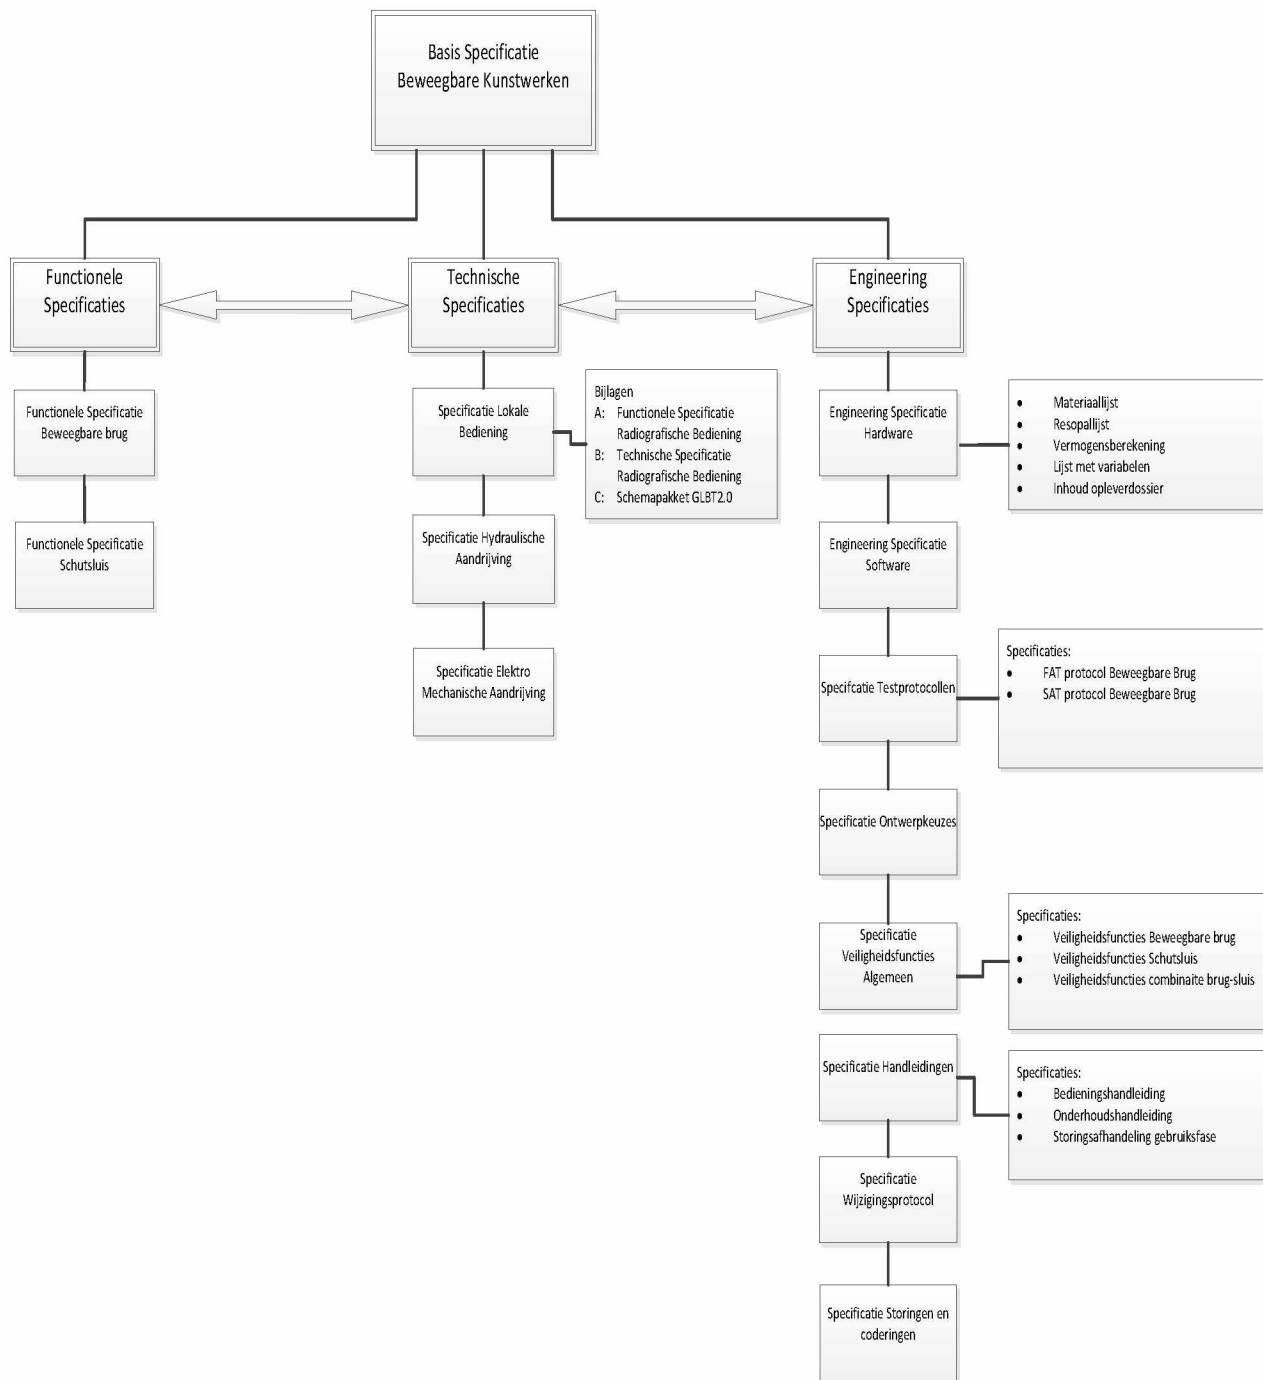 Basis Specificatie
Beweegbare Kunstwerken
Functionele
Specificaties
Technische
Specificaties
Engineering
Specificaties
Functionele Specificatie
Beweegbare brug
Functionele Specificatie
Schutsluis
Specificatie Lokale
Bediening
Bijlagen
A: Functionele Specificatie
Radiografische Bediening
B: Technische Specificatie
Radiografische Bediening
C: Schemapakket GLBT2.0
Specificatie Hydraulische
Aandrijving
Specificatie Elektro
Mechanische Aandrijving
Engineering Specificatie
Hardware
• Materiaallijst
• Resopallijst
• Vermogensberekening
• Lijst met variabelen
• Inhoud opleverdossier
Engineering Specificatie
Software
Specifcatie Testprotocollen
Specificaties:
• FAT protocol Beweegbare Brug
• SAT protocol Beweegbare Brug
Specificatie Ontwerpkeuzes
Specificatie
Veiligheidsfuncties
Algemeen
Specificaties:
• Veiligheidsfuncties Beweegbare brug
• Veiligheidsfuncties Schutsluis
• Veiligheidsfuncties combinaite brug-sluis
Specificatie Handleidingen
Specificaties:
• Bedieningshandleiding
• Onderhoudshandleiding
• Storingsafhandeling gebruiksfase
Specificatie
Wijzigingsprotocol
Specificatie Storingen en
coderingen